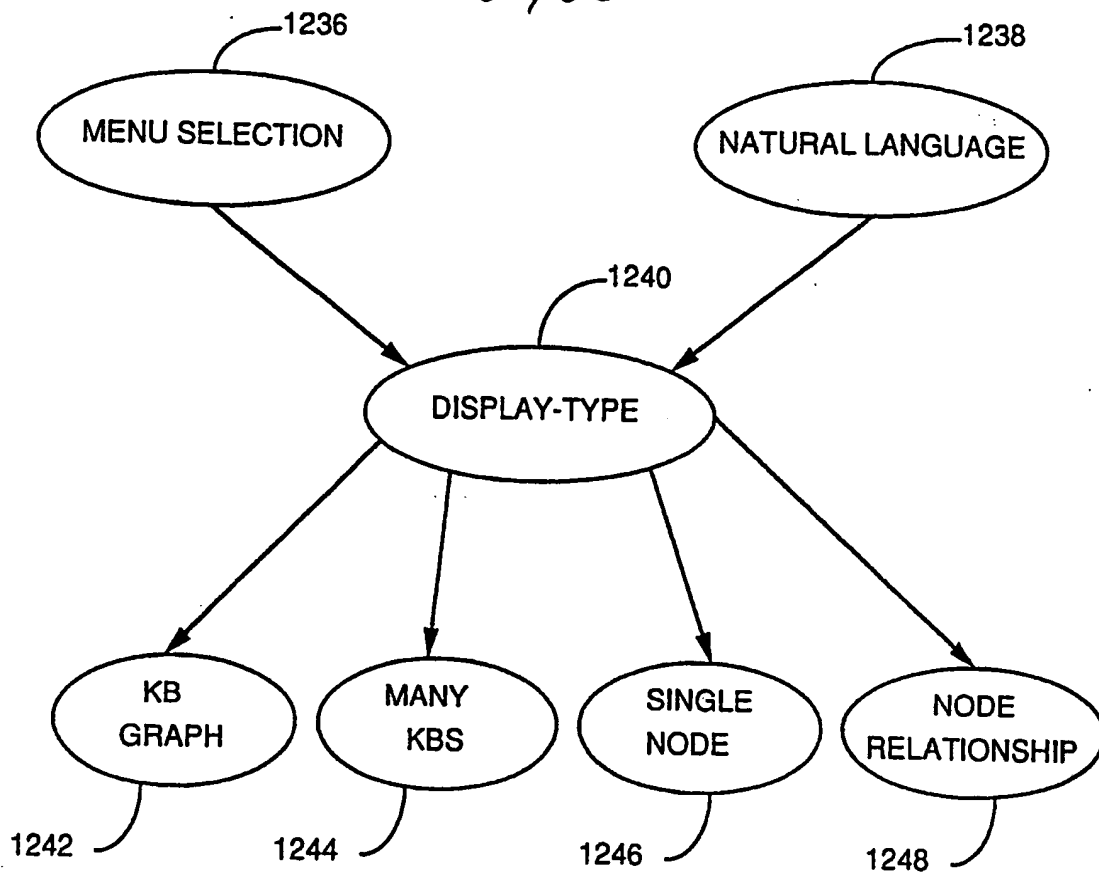 1236
1238
MENU SELECTION
NATURAL LANGUAGE
1240
DISPLAY-TYPE
KB
GRAPH
MANY
KBS
SINGLE
NODE
NODE
RELATIONSHIP
1242
1244
1246
1248